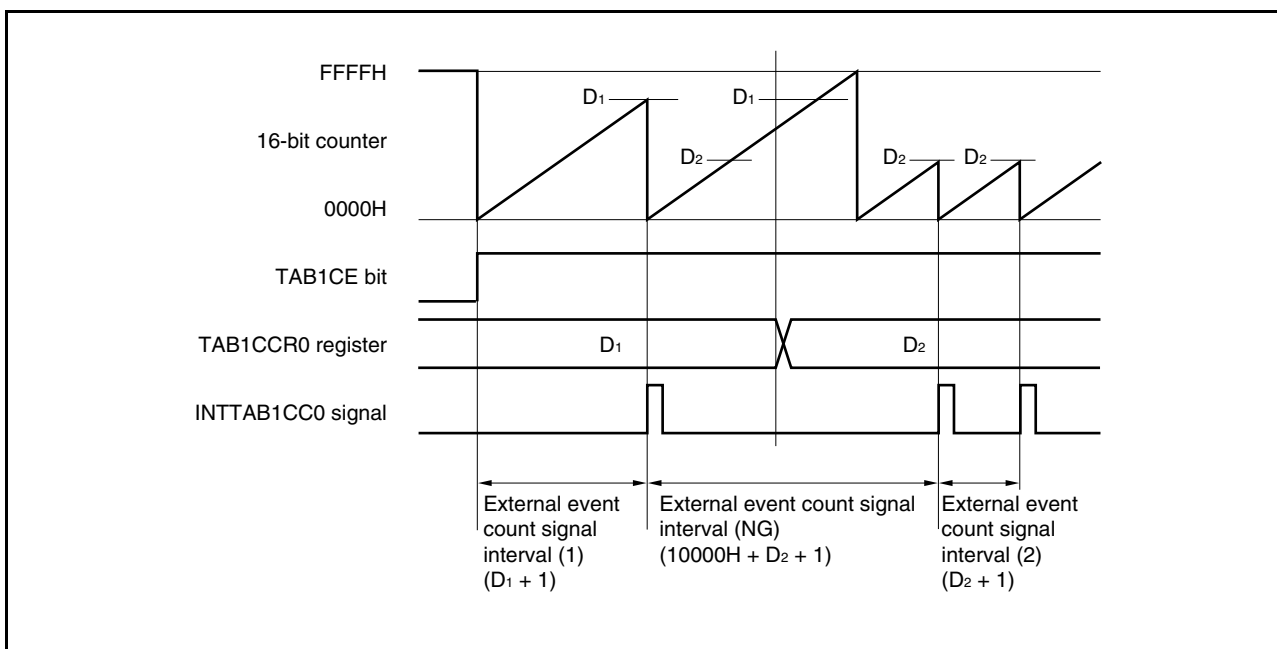 FFFFH
D1
D1
16-bit counter
D2
D2
D2
0000H
TAB1CE bit
TAB1CCR0 register
D1
D2
INTTAB1CC0 signal
External event
count signal
interval (1)
(D1 + 1)
External event count signal
interval (NG)
(10000H + D2 + 1)
External event
count signal
interval (2)
(D2 + 1)